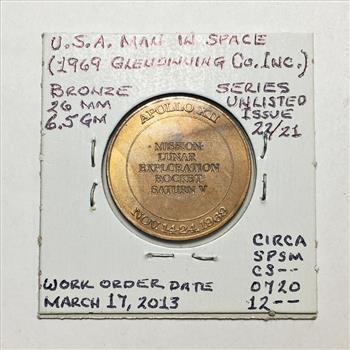 U.S.A. MAN IN SPACE
(1969 GLENDINNING CO. INC.)
BRONZE
26 MM
6.5 GM
SERIES
UNLISTED
ISSUE
22/21
APOLLO XII
MISSION:
LUNAR
EXPLORATION
ROCKET:
SATURN V
NOV. 14-24, 1969
WORK ORDER DATE
MARCH 17, 2013
CIRCA
SPSM
CS--
0720
12--